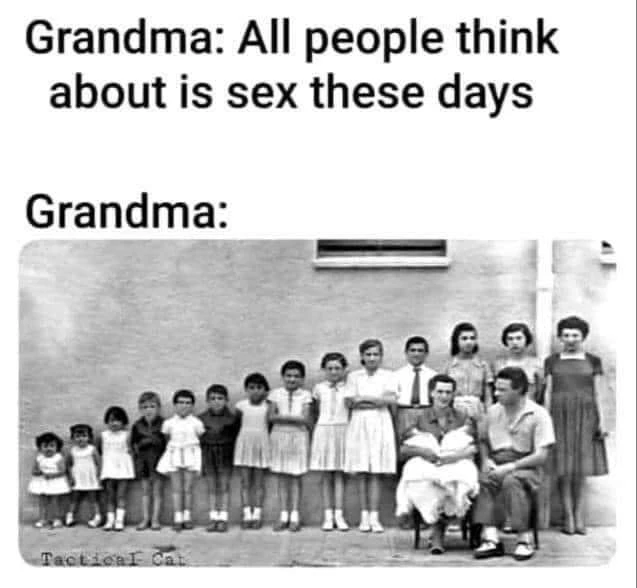 Grandma: All people think
about is sex these days
Grandma:
Tactical Cat